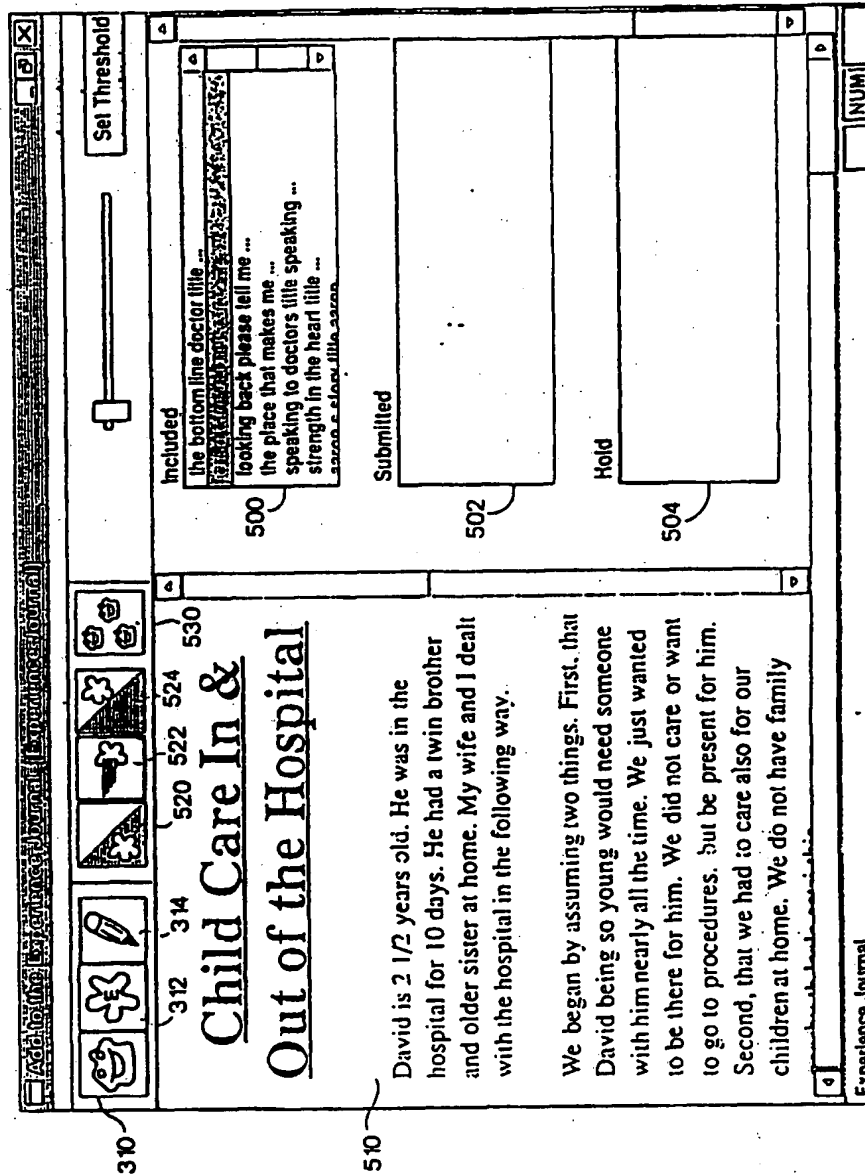 Add to the Experience Journal (Experience Journal)
Set Threshold
310
312
314
520
522
524
530
Child Care In &
Out of the Hospital
510
David is 2 1/2 years old. He was in the
hospital for 10 days. He had a twin brother
and older sister at home. My wife and I dealt
with the hospital in the following way.
We began by assuming two things. First, that
David being so young would need someone
with him nearly all the time. We just wanted
to be there for him. We did not care or want
to go to procedures, but be present for him.
Second, that we had to care also for our
children at home. We do not have family
Included
the bottom line doctor title ...
looking back please tell me ...
the place that makes me ...
speaking to doctors title speaking ...
strength in the heart title ...
aaron s story title aaron
500
Submitted
502
Hold
504
Experience Journal
NUM